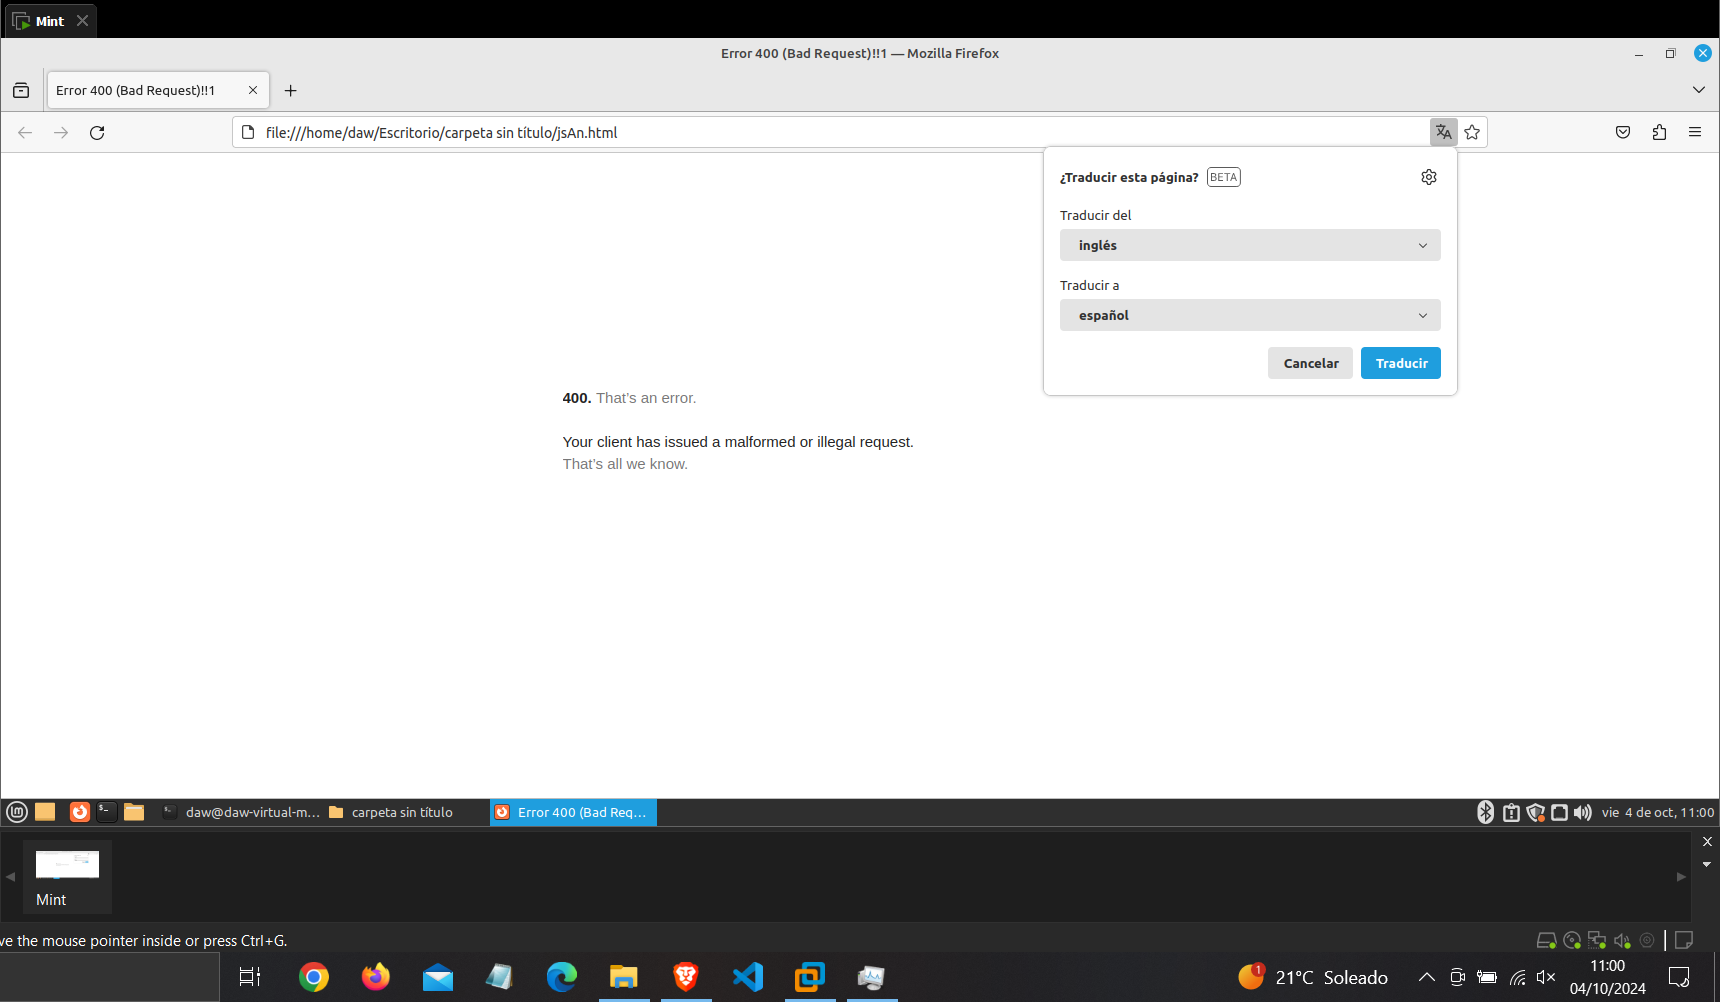 Mint
Error 400 (Bad Request)!!1 — Mozilla Firefox
Error 400 (Bad Request)!!1
file:///home/daw/Escritorio/carpeta sin título/jsAn.html
¿Traducir esta página? BETA
Traducir del
inglés
Traducir a
español
Cancelar Traducir
400. That's an error.
Your client has issued a malformed or illegal request.
That's all we know.
daw@daw-virtual-m... carpeta sin título Error 400 (Bad Req... vie 4 de oct, 11:00
Mint
ve the mouse pointer inside or press Ctrl+G.
1
21°C Soleado
11:00
04/10/2024